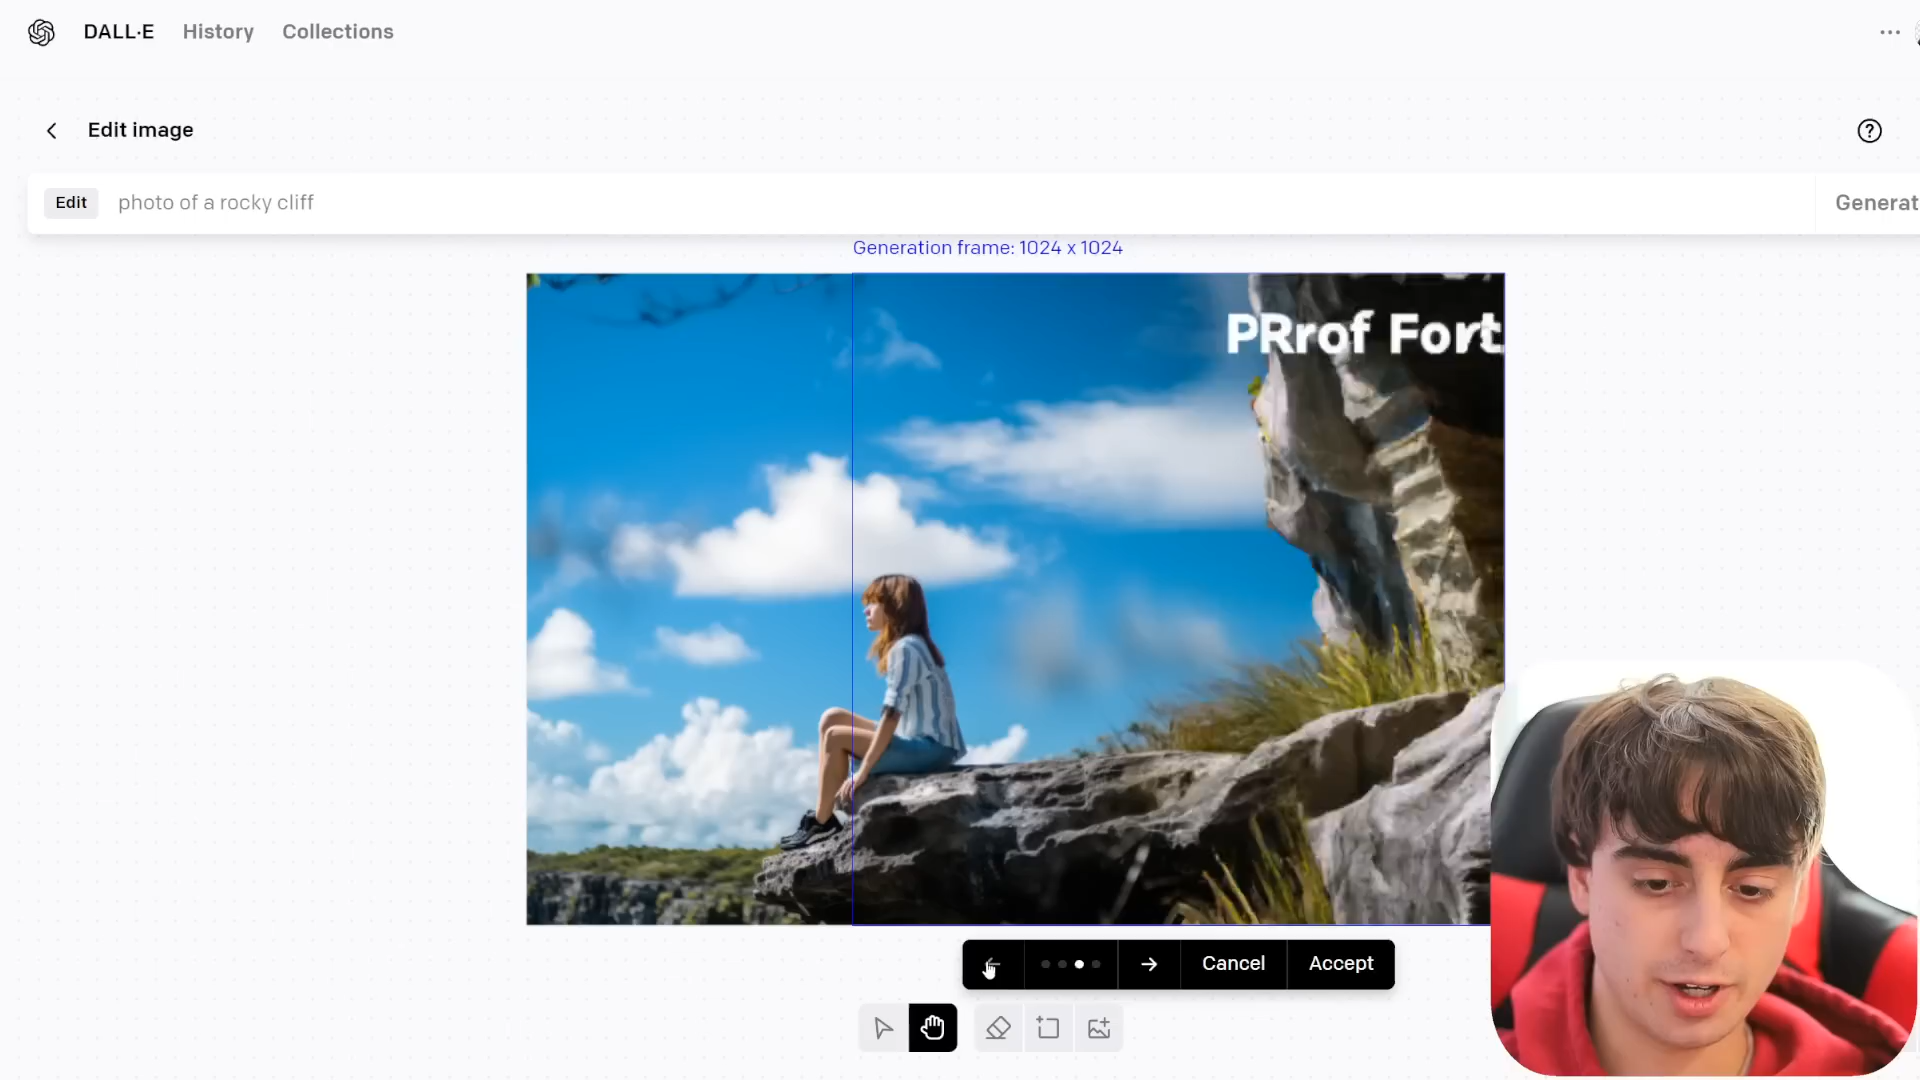 DALL·E History Collections
Edit image
Edit photo of a rocky cliff Generat
Generation frame: 1024 x 1024
PRrof Fort
Cancel Accept